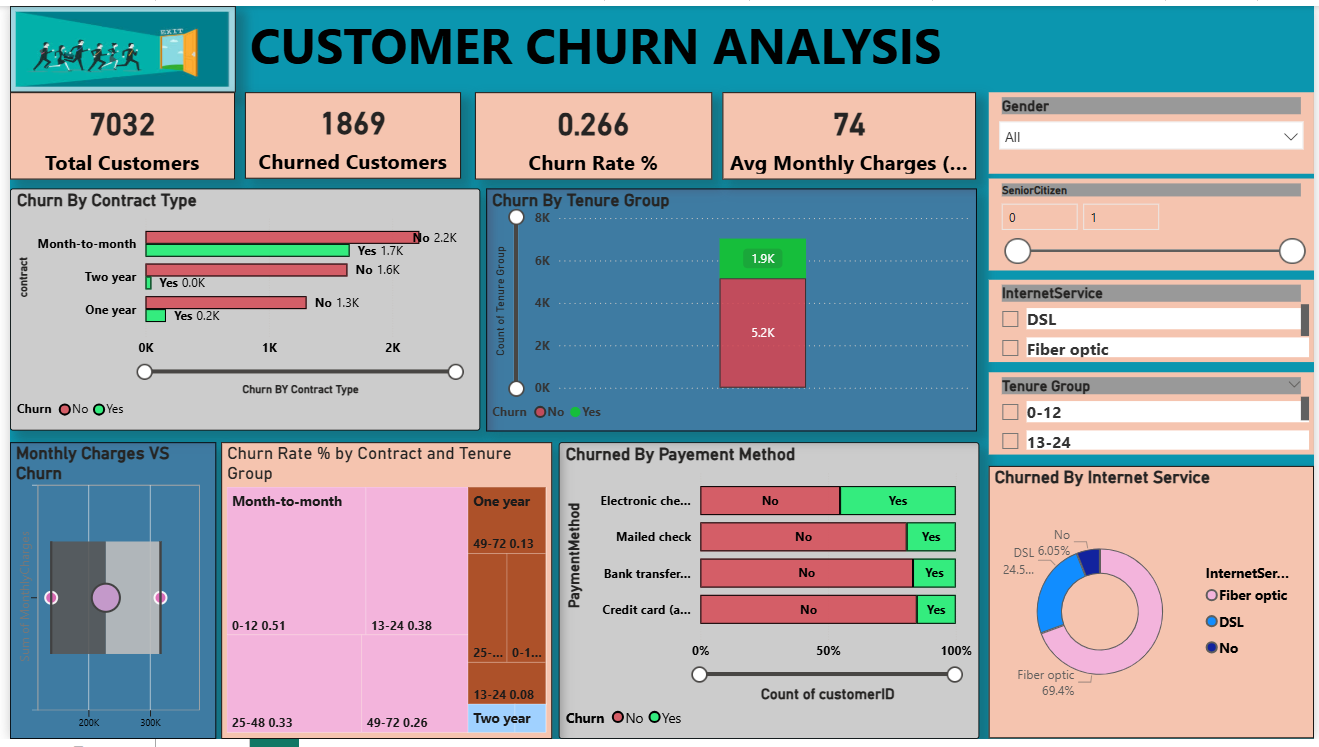 EXIT
CUSTOMER CHURN ANALYSIS
7032
Total Customers
1869
Churned Customers
0.266
Churn Rate %
74
Avg Monthly Charges (...
Gender
All
SeniorCitizen
0
1
InternetService
DSL
Fiber optic
Tenure Group
0-12
13-24
Churn By Contract Type
contract
Month-to-month
No 2.2K
Yes 1.7K
Two year
No 1.6K
Yes 0.0K
One year
No 1.3K
Yes 0.2K
0K
1K
2K
Churn BY Contract Type
Churn No Yes
Churn By Tenure Group
Count of Tenure Group
8K
6K
4K
2K
0K
1.9K
5.2K
Churn No Yes
Monthly Charges VS
Churn
Sum of MonthlyCharges
200K
300K
Churn Rate % by Contract and Tenure
Group
Month-to-month
0-12 0.51
13-24 0.38
25-48 0.33
49-72 0.26
One year
49-72 0.13
25-...
0-1...
13-24 0.08
Two year
Churned By Payement Method
PaymentMethod
Electronic che...
No
Yes
Mailed check
No
Yes
Bank transfer...
No
Yes
Credit card (a...
No
Yes
0%
50%
100%
Count of customerID
Churn No Yes
Churned By Internet Service
No
6.05%
DSL
24.5...
Fiber optic
69.4%
InternetSer...
Fiber optic
DSL
No